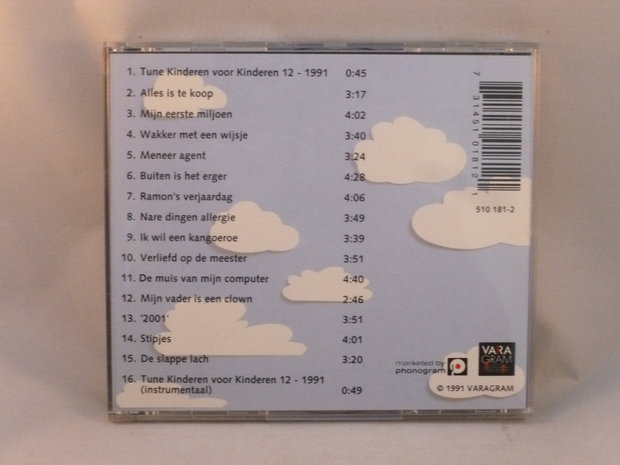 1. Tune Kinderen voor Kinderen 12 - 1991 0:45
2. Alles is te koop 3:17
3. Mijn eerste miljoen 4:02
4. Wakker met een wijsje 3:40
5. Meneer agent 3:24
6. Buiten is het erger 4:28
7. Ramon's verjaardag 4:06
8. Nare dingen allergie 3:49
9. Ik wil een kangoeroe 3:39
10. Verliefd op de meester 3:51
11. De muis van mijn computer 4:40
12. Mijn vader is een clown 2:46
13. '2001' 3:51
14. Stipjes 4:01
15. De slappe lach 3:20
16. Tune Kinderen voor Kinderen 12 - 1991
(instrumentaal) 0:49
7 31451 01812 1
510 181-2
marketed by
phonogram
VARA
GRAM
© 1991 VARAGRAM